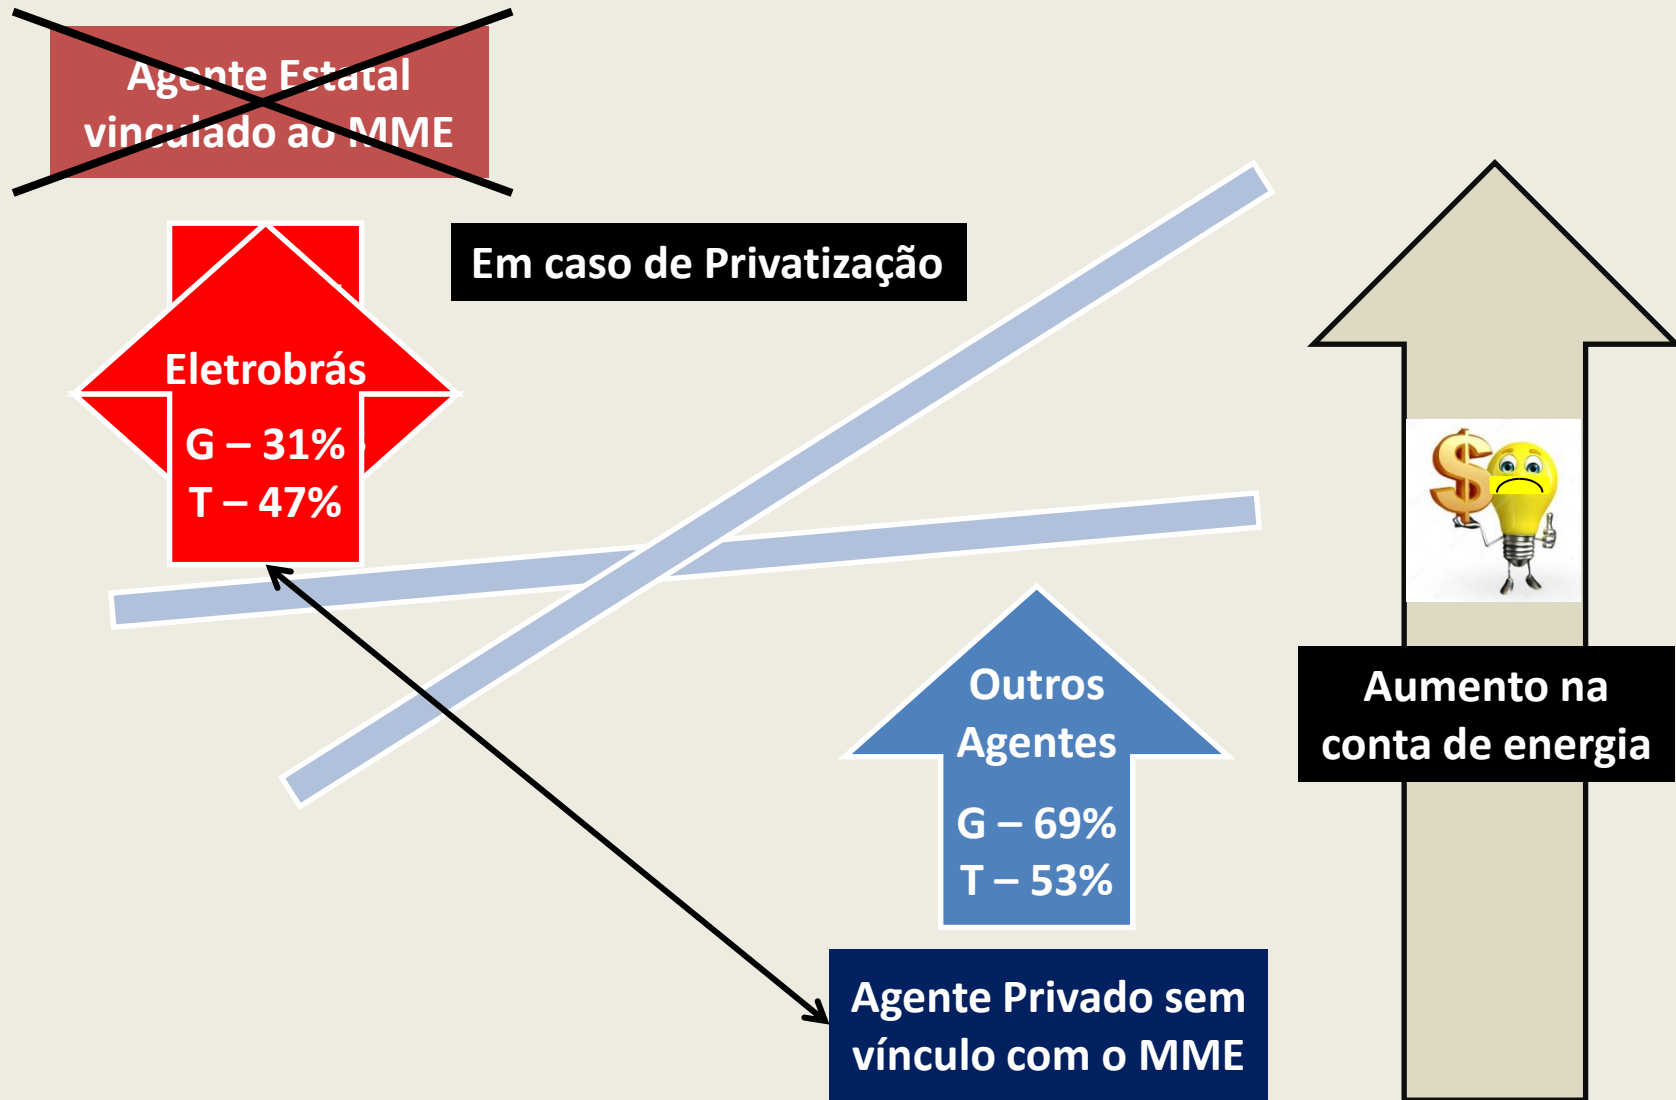 Agente Estatal
vinculado ao MME
Em caso de Privatização
Eletrobrás
G – 31%
T – 47%
Outros
Agentes
G – 69%
T – 53%
Aumento na
conta de energia
Agente Privado sem
vínculo com o MME